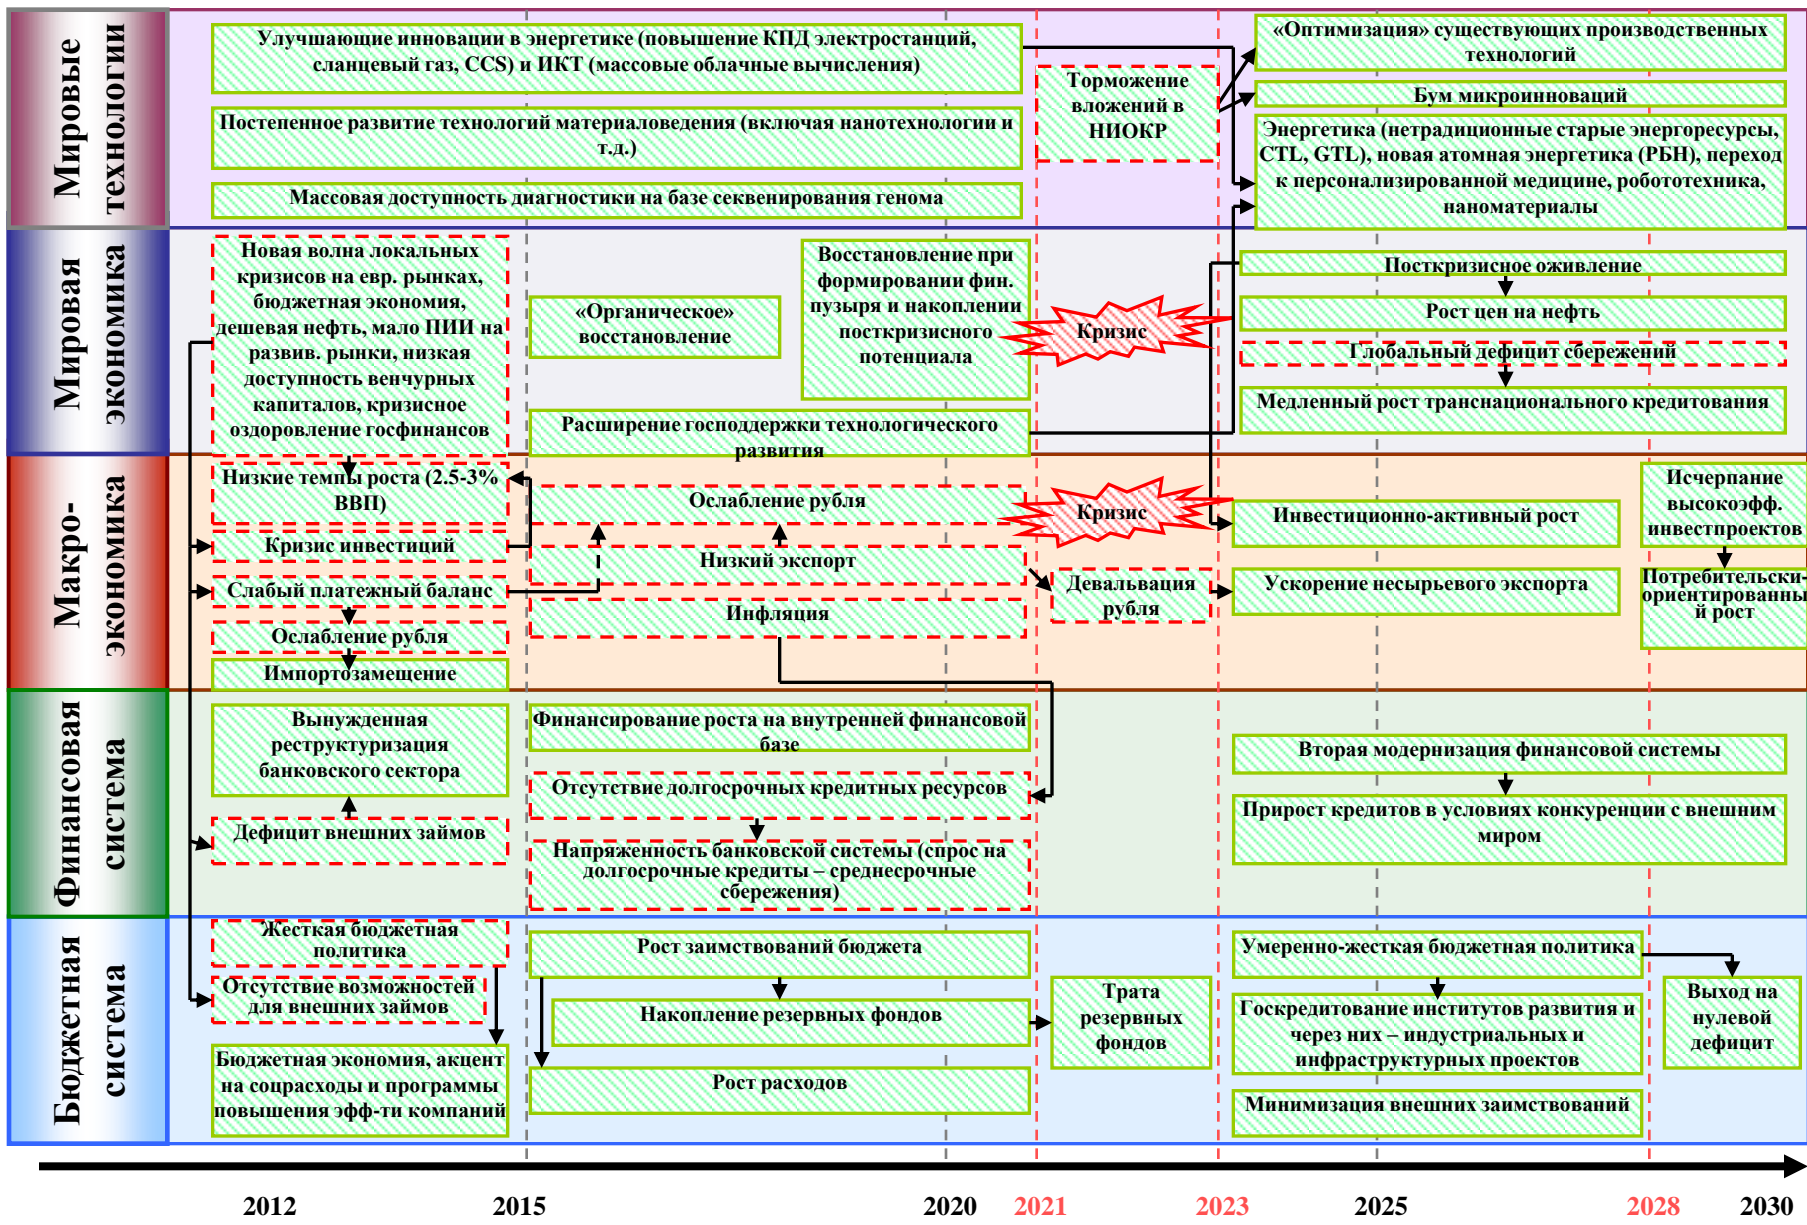 Мировые
технологии
Улучшающие инновации в энергетике (повышение КПД электростанций,
сланцевый газ, CCS) и ИКТ (массовые облачные вычисления)
Постепенное развитие технологий материаловедения (включая нанотехнологии и
т.д.)
Массовая доступность диагностики на базе секвенирования генома
Торможение
вложений в
НИОКР
«Оптимизация» существующих производственных
технологий
Бум микроинноваций
Энергетика (нетрадиционные старые энергоресурсы,
CTL, GTL), новая атомная энергетика (РБН), переход
к персонализированной медицине, робототехника,
наноматериалы
Мировая
экономика
Новая волна локальных
кризисов на евр. рынках,
бюджетная экономия,
дешевая нефть, мало ПИИ на
развив. рынки, низкая
доступность венчурных
капиталов, кризисное
оздоровление госфинансов
«Органическое»
восстановление
Восстановление при
формировании фин.
пузыря и накоплении
посткризисного
потенциала
Расширение господдержки технологического
развития
Кризис
Посткризисное оживление
Рост цен на нефть
Глобальный дефицит сбережений
Медленный рост транснационального кредитования
Макро-
экономика
Низкие темпы роста (2.5-3%
ВВП)
Кризис инвестиций
Слабый платежный баланс
Ослабление рубля
Импортозамещение
Ослабление рубля
Низкий экспорт
Инфляция
Кризис
Девальвация
рубля
Инвестиционно-активный рост
Ускорение несырьевого экспорта
Исчерпание
высокоэфф.
инвестпроектов
Потребительски-
ориентированны
й рост
Финансовая
система
Вынужденная
реструктуризация
банковского сектора
Дефицит внешних займов
Финансирование роста на внутренней финансовой
базе
Отсутствие долгосрочных кредитных ресурсов
Напряженность банковской системы (спрос на
долгосрочные кредиты – среднесрочные
сбережения)
Вторая модернизация финансовой системы
Прирост кредитов в условиях конкуренции с внешним
миром
Бюджетная
система
Жесткая бюджетная
политика
Отсутствие возможностей
для внешних займов
Бюджетная экономия, акцент
на соцрасходы и программы
повышения эфф-ти компаний
Рост заимствований бюджета
Накопление резервных фондов
Рост расходов
Трата
резервных
фондов
Умеренно-жесткая бюджетная политика
Госкредитование институтов развития и
через них – индустриальных и
инфраструктурных проектов
Минимизация внешних заимствований
Выход на
нулевой
дефицит
2012 2015 2020 2021 2023 2025 2028 2030